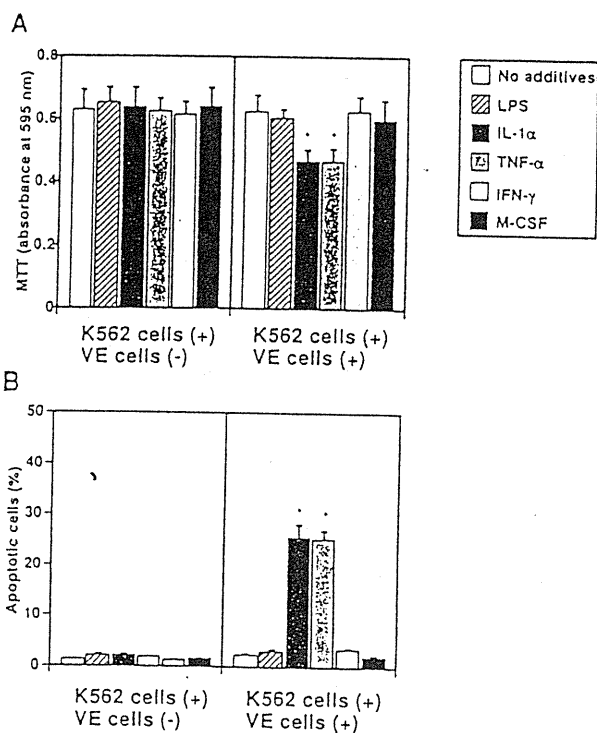 A
0.8
0.6
0.4
0.2
0
MTT (absorbance at 595 nm)
K562 cells (+)
VE cells (-)
K562 cells (+)
VE cells (+)
No additives
LPS
IL-1α
TNF-α
IFN-γ
M-CSF
B
50
40
30
20
10
0
Apoptotic cells (%)
K562 cells (+)
VE cells (-)
K562 cells (+)
VE cells (+)